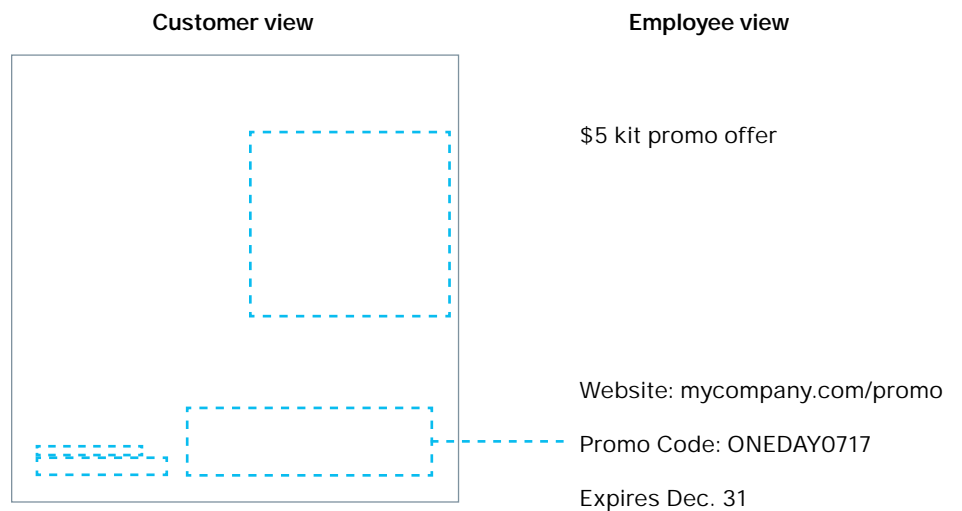 Customer view
Employee view
$5 kit promo offer
Website: mycompany.com/promo
Promo Code: ONEDAY0717
Expires Dec. 31